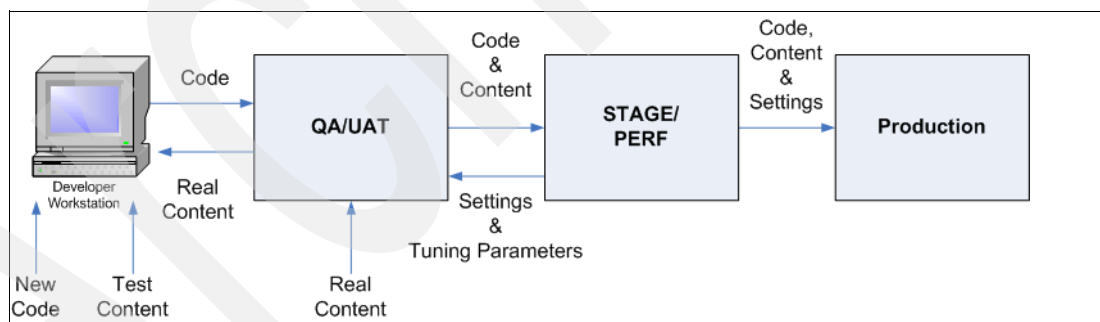 Code
Developer
Workstation
Real
Content
New
Code
Test
Content
QA/UAT
Real
Content
Code
&
Content
Settings
&
Tuning Parameters
STAGE/
PERF
Code,
Content
&
Settings
Production